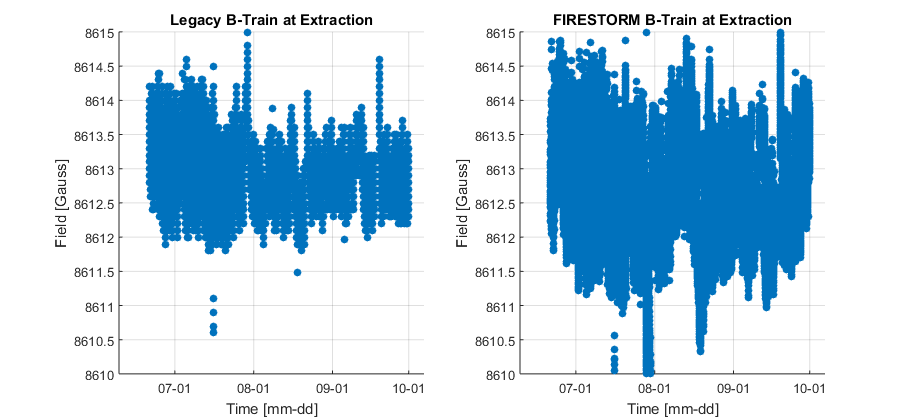 Legacy B-Train at Extraction
8615
8614.5
8614
8613.5
8613
8612.5
8612
8611.5
8611
8610.5
8610
Field [Gauss]
07-01 08-01 09-01 10-01
Time [mm-dd]
FIRESTORM B-Train at Extraction
8615
8614.5
8614
8613.5
8613
8612.5
8612
8611.5
8611
8610.5
8610
Field [Gauss]
07-01 08-01 09-01 10-01
Time [mm-dd]